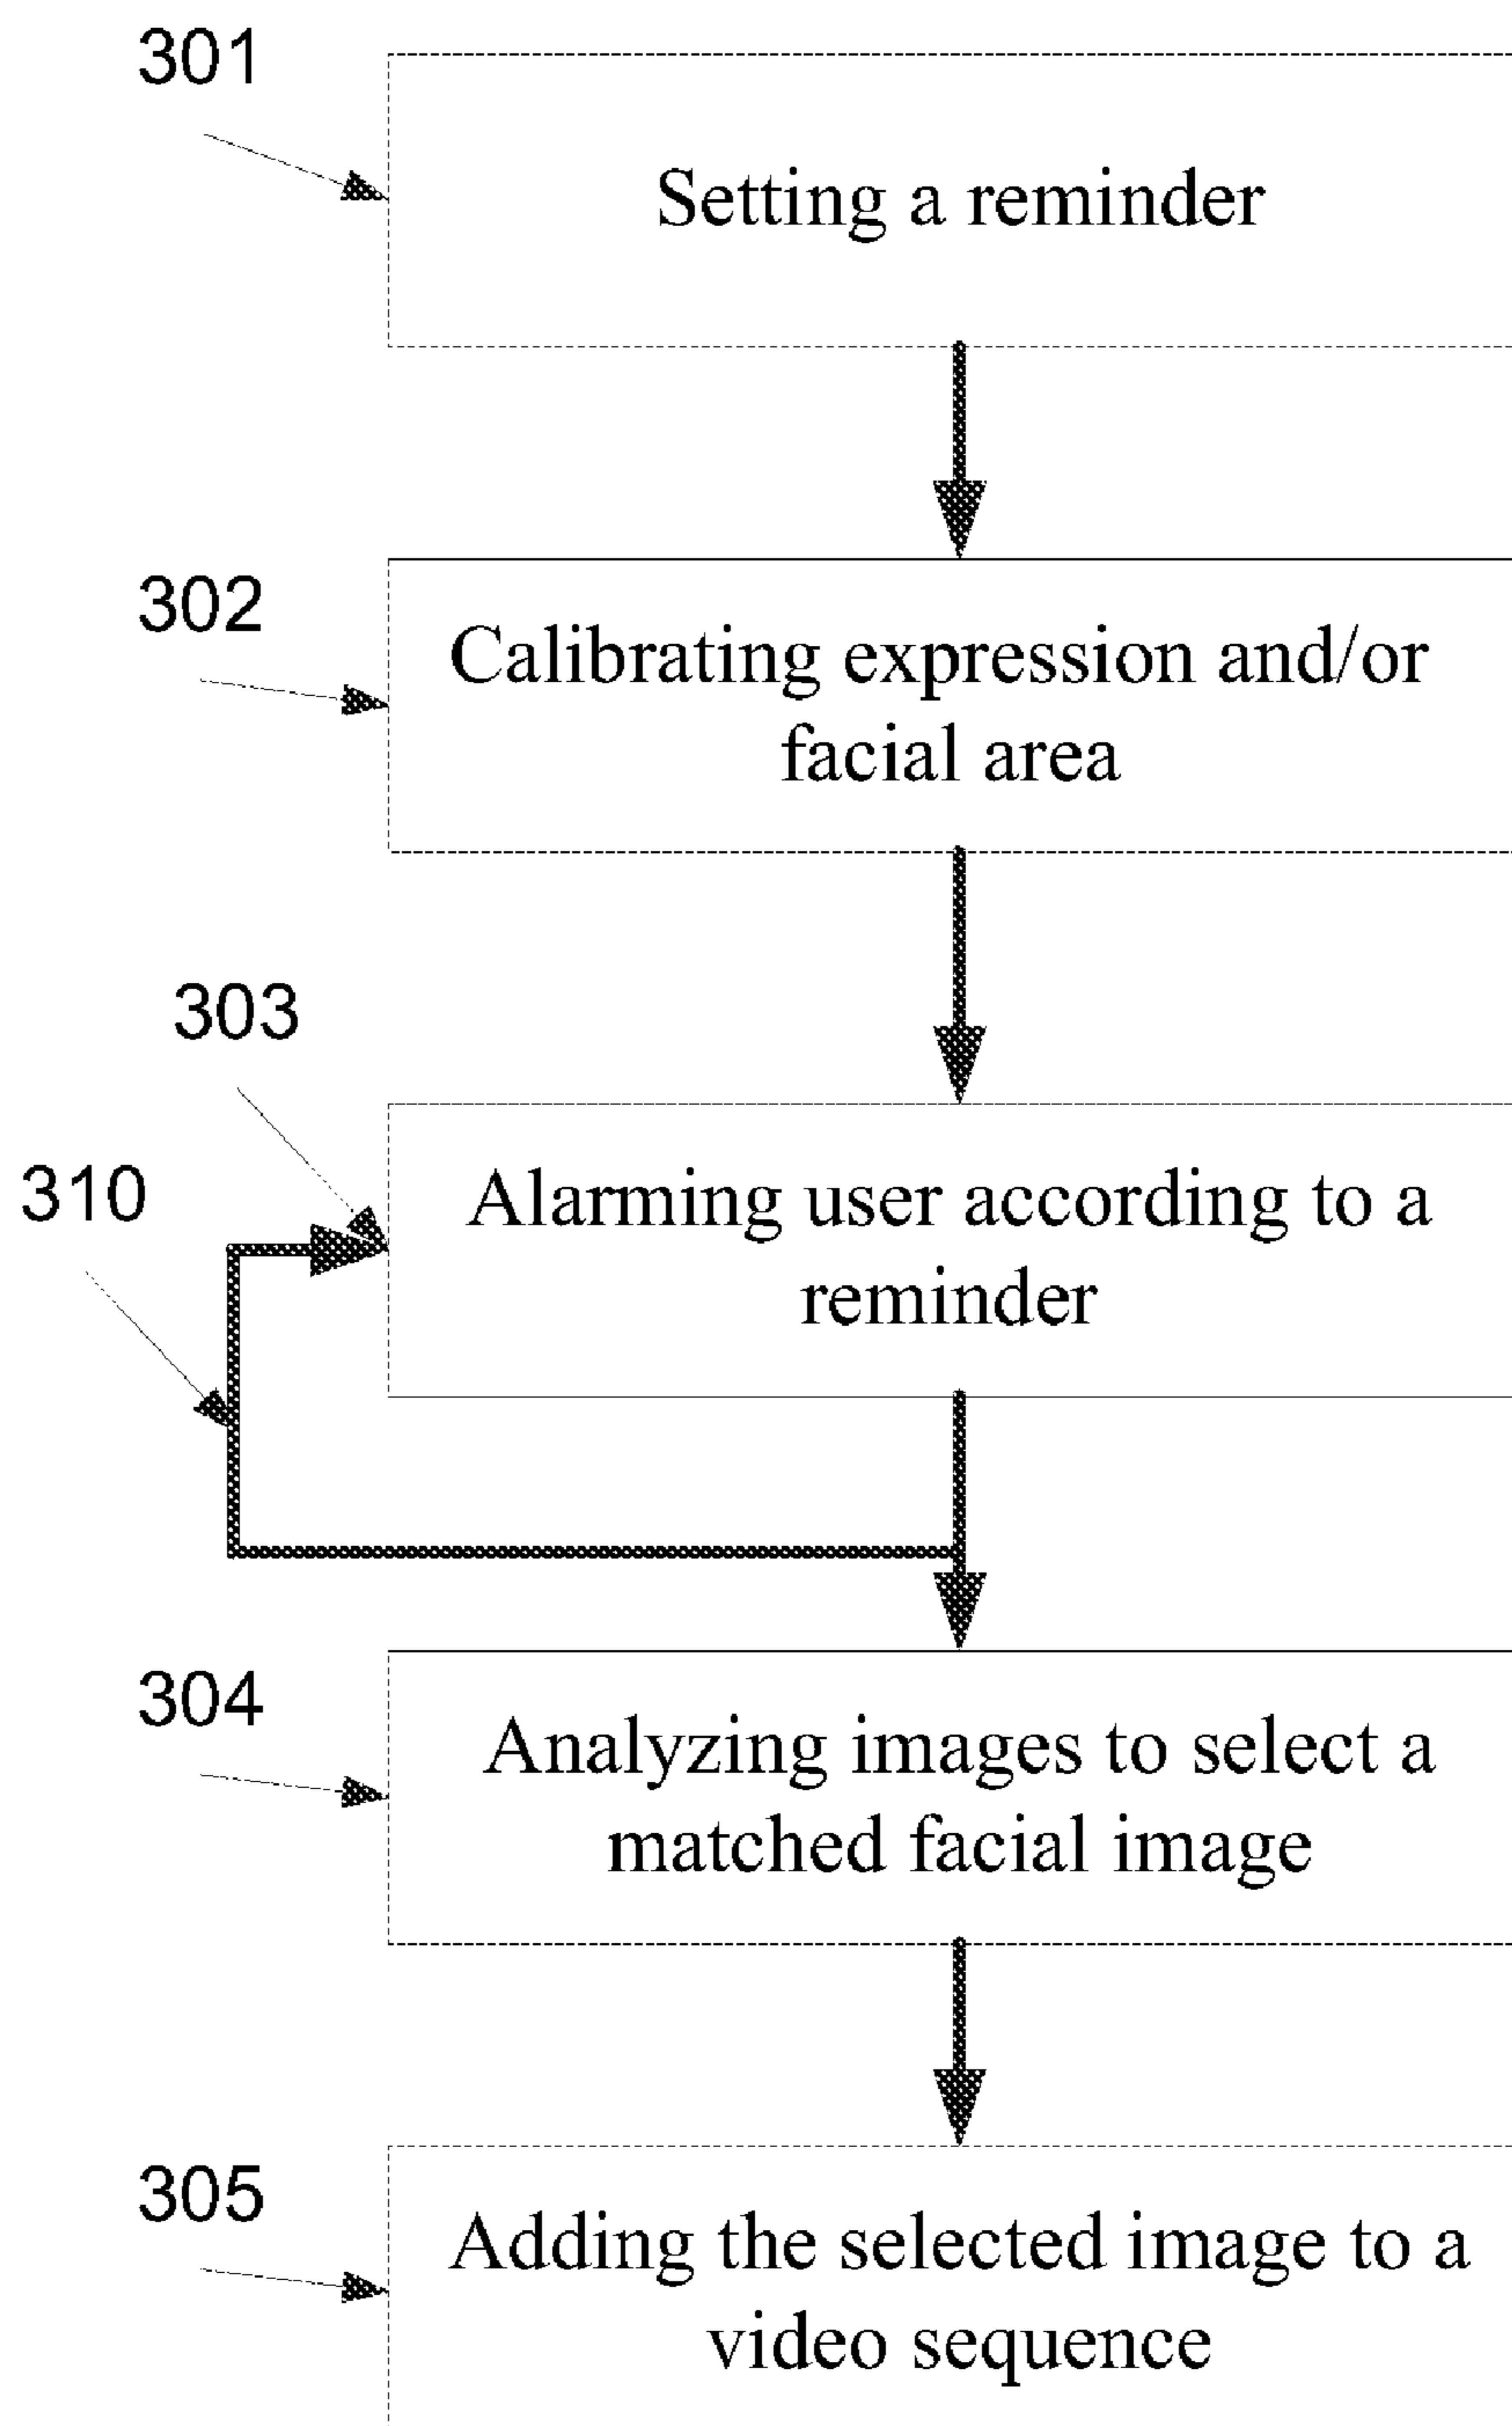 301
Setting a reminder
302
Calibrating expression and/or
facial area
303
310
Alarming user according to a
reminder
304
Analyzing images to select a
matched facial image
305
Adding the selected image to a
video sequence